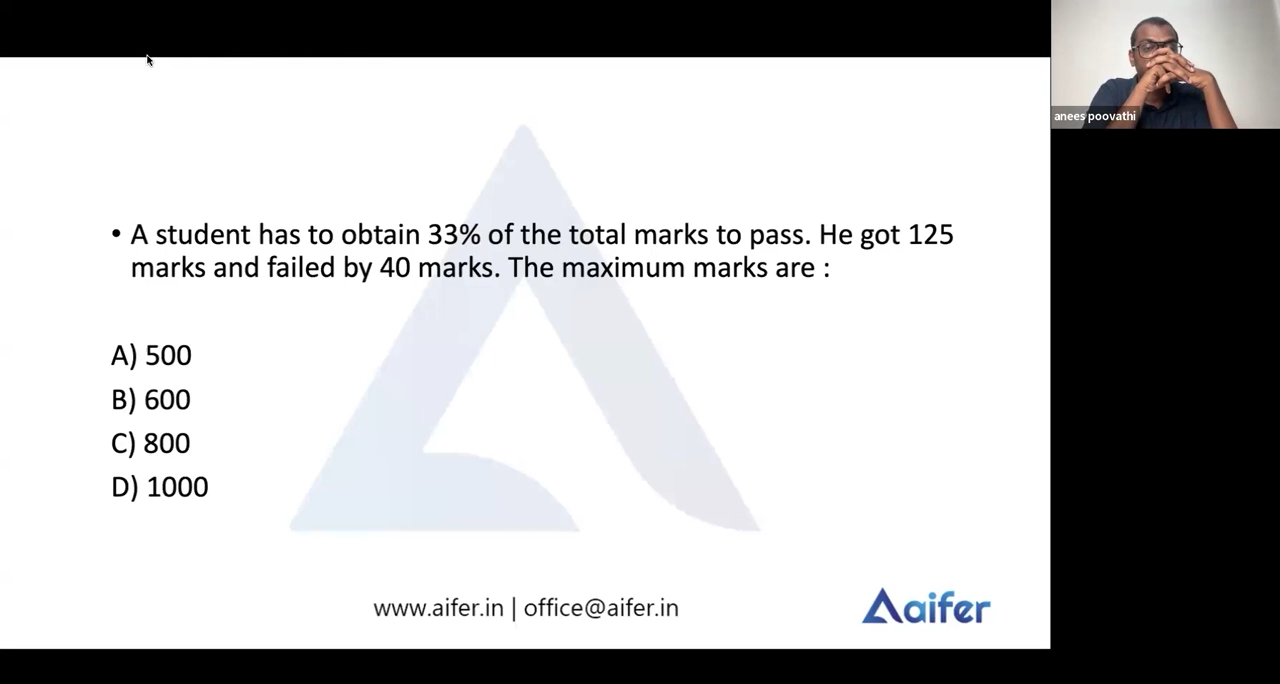 anees poovathi
• A student has to obtain 33% of the total marks to pass. He got 125
marks and failed by 40 marks. The maximum marks are :
A) 500
B) 600
C) 800
D) 1000
www.aifer.in | office@aifer.in
aifer